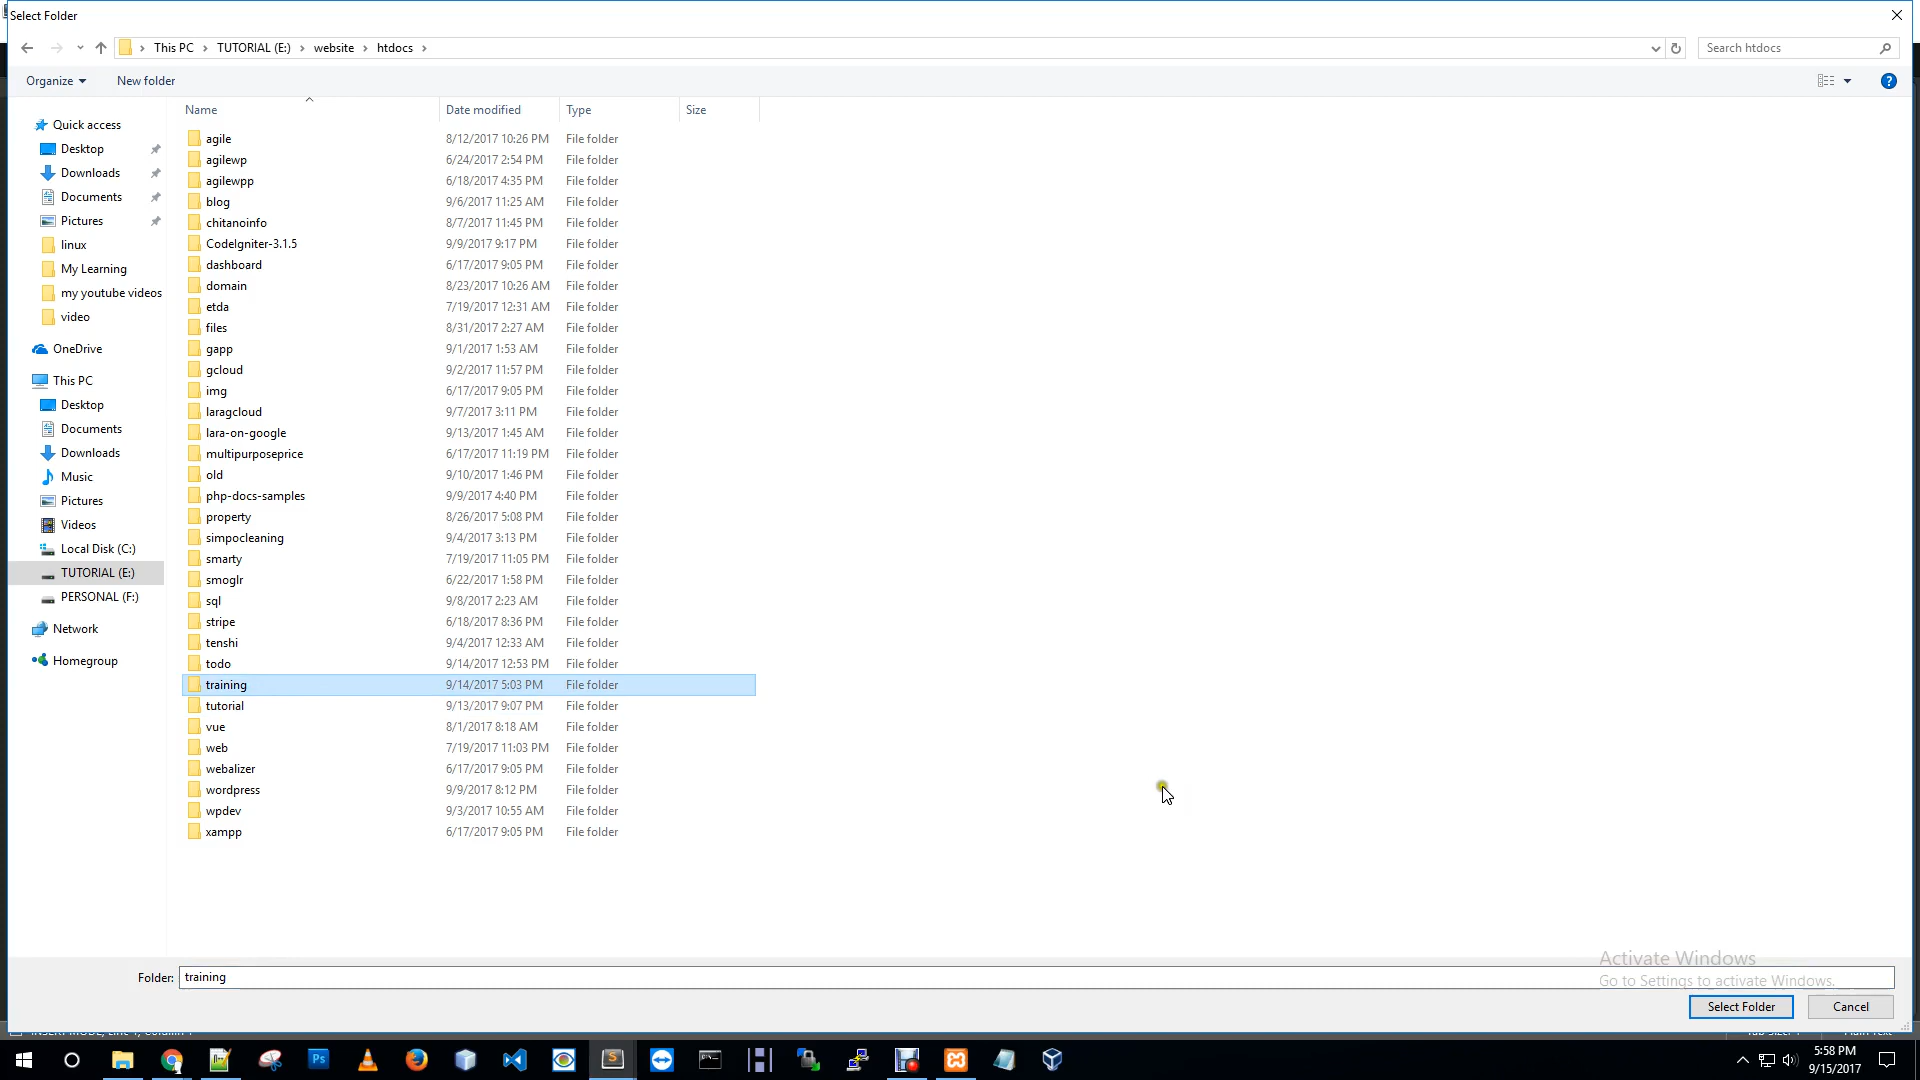 Select Folder
This PC
TUTORIAL (E:)
website
htdocs
Search htdocs
Organize
New folder
Name
Date modified
Type
Size
Quick access
Desktop
Downloads
Documents
Pictures
linux
My Learning
my youtube videos
video
OneDrive
This PC
Desktop
Documents
Downloads
Music
Pictures
Videos
Local Disk (C:)
TUTORIAL (E:)
PERSONAL (F:)
Network
Homegroup
agile 8/12/2017 10:26 PM File folder
agilewp 6/24/2017 2:54 PM File folder
agilewpp 6/18/2017 4:35 PM File folder
blog 9/6/2017 11:25 AM File folder
chitanoinfo 8/7/2017 11:45 PM File folder
CodeIgniter-3.1.5 9/9/2017 9:17 PM File folder
dashboard 6/17/2017 9:05 PM File folder
domain 8/23/2017 10:26 AM File folder
etda 7/19/2017 12:31 AM File folder
files 8/31/2017 2:27 AM File folder
gapp 9/1/2017 1:53 AM File folder
gcloud 9/2/2017 11:57 PM File folder
img 6/17/2017 9:05 PM File folder
laragcloud 9/7/2017 3:11 PM File folder
lara-on-google 9/13/2017 1:45 AM File folder
multipurposeprice 6/17/2017 11:19 PM File folder
old 9/10/2017 1:46 PM File folder
php-docs-samples 9/9/2017 4:40 PM File folder
property 8/26/2017 5:08 PM File folder
simpocleaning 9/4/2017 3:13 PM File folder
smarty 7/19/2017 11:05 PM File folder
smoglr 6/22/2017 1:58 PM File folder
sql 9/8/2017 2:23 AM File folder
stripe 6/18/2017 8:36 PM File folder
tenshi 9/4/2017 12:33 AM File folder
todo 9/14/2017 12:53 PM File folder
training 9/14/2017 5:03 PM File folder
tutorial 9/13/2017 9:07 PM File folder
vue 8/1/2017 8:18 AM File folder
web 7/19/2017 11:03 PM File folder
webalizer 6/17/2017 9:05 PM File folder
wordpress 9/9/2017 8:12 PM File folder
wpdev 9/3/2017 10:55 AM File folder
xampp 6/17/2017 9:05 PM File folder
Activate Windows
Go to Settings to activate Windows.
Folder: training
Select Folder
Cancel
5:58 PM
9/15/2017